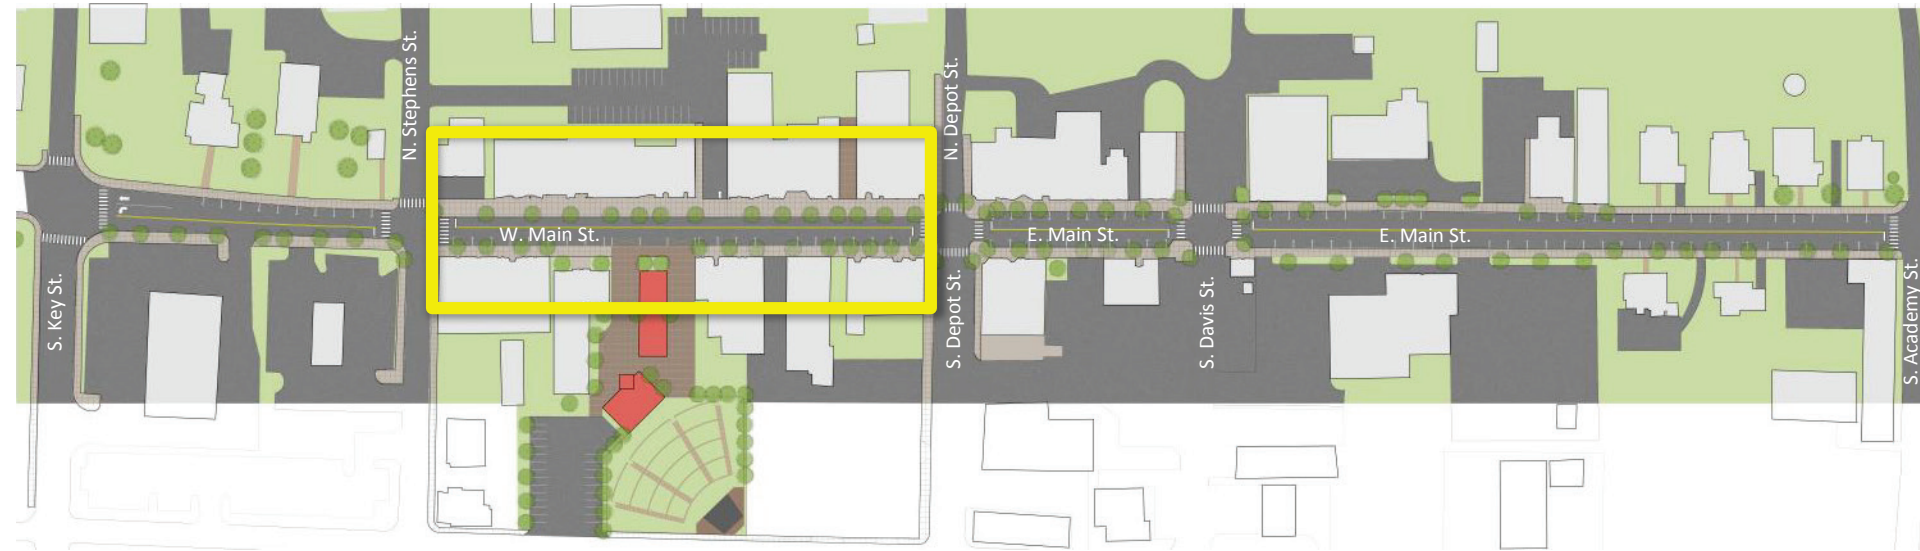 N. Stephens St.
N. Depot St.
W. Main St.
E. Main St.
E. Main St.
S. Key St.
S. Depot St.
S. Davis St.
S. Academy St.